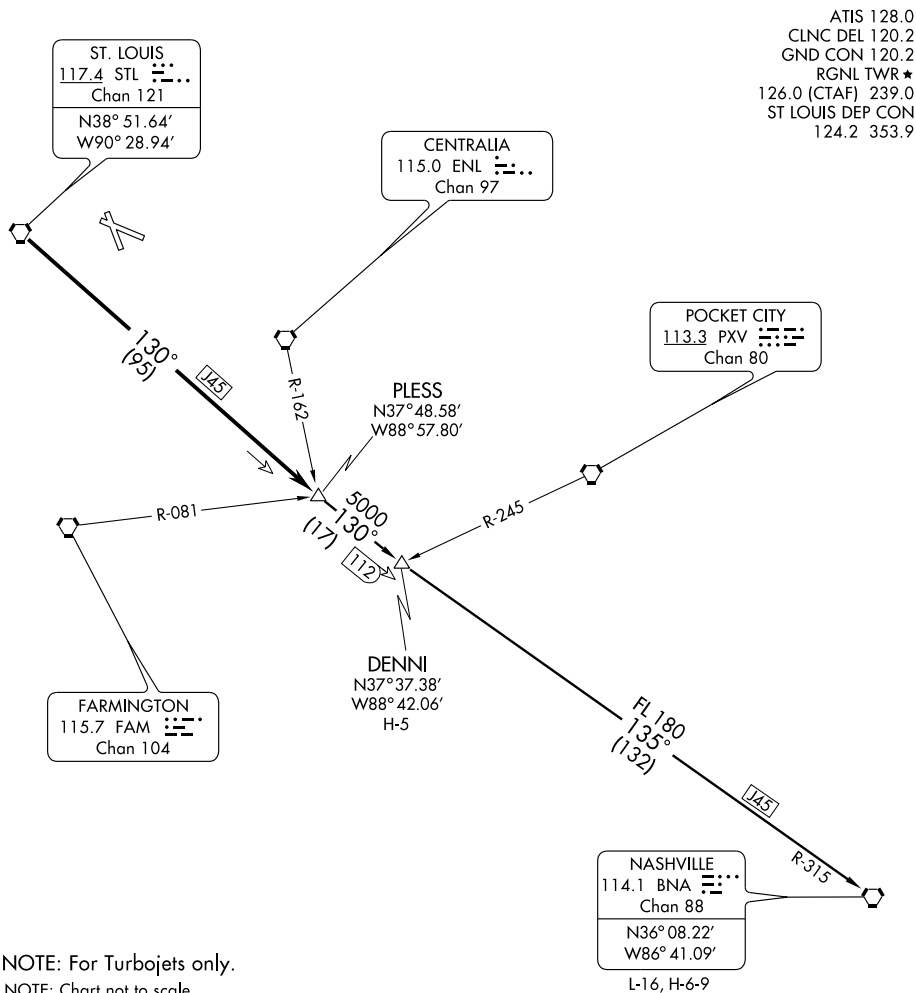 ATIS 128.0
CLNC DEL 120.2
GND CON 120.2
RGNL TWR ★
126.0 (CTAF) 239.0
ST LOUIS DEP CON
124.2 353.9
ST. LOUIS
117.4 STL
Chan 121
N38° 51.64'
W90° 28.94'
CENTRALIA
115.0 ENL
Chan 97
POCKET CITY
113.3 PXV
Chan 80
130°
(95)
J45
R-162
PLESS
N37°48.58'
W88°57.80'
R-081
5000
130°
(17)
112
R-245
DENNI
N37°37.38'
W88°42.06'
H-5
FARMINGTON
115.7 FAM
Chan 104
FL 180
135°
(132)
J45
R-315
NASHVILLE
114.1 BNA
Chan 88
N36°08.22'
W86°41.09'
L-16, H-6-9
NOTE: For Turbojets only.
NOTE: Chart not to scale.